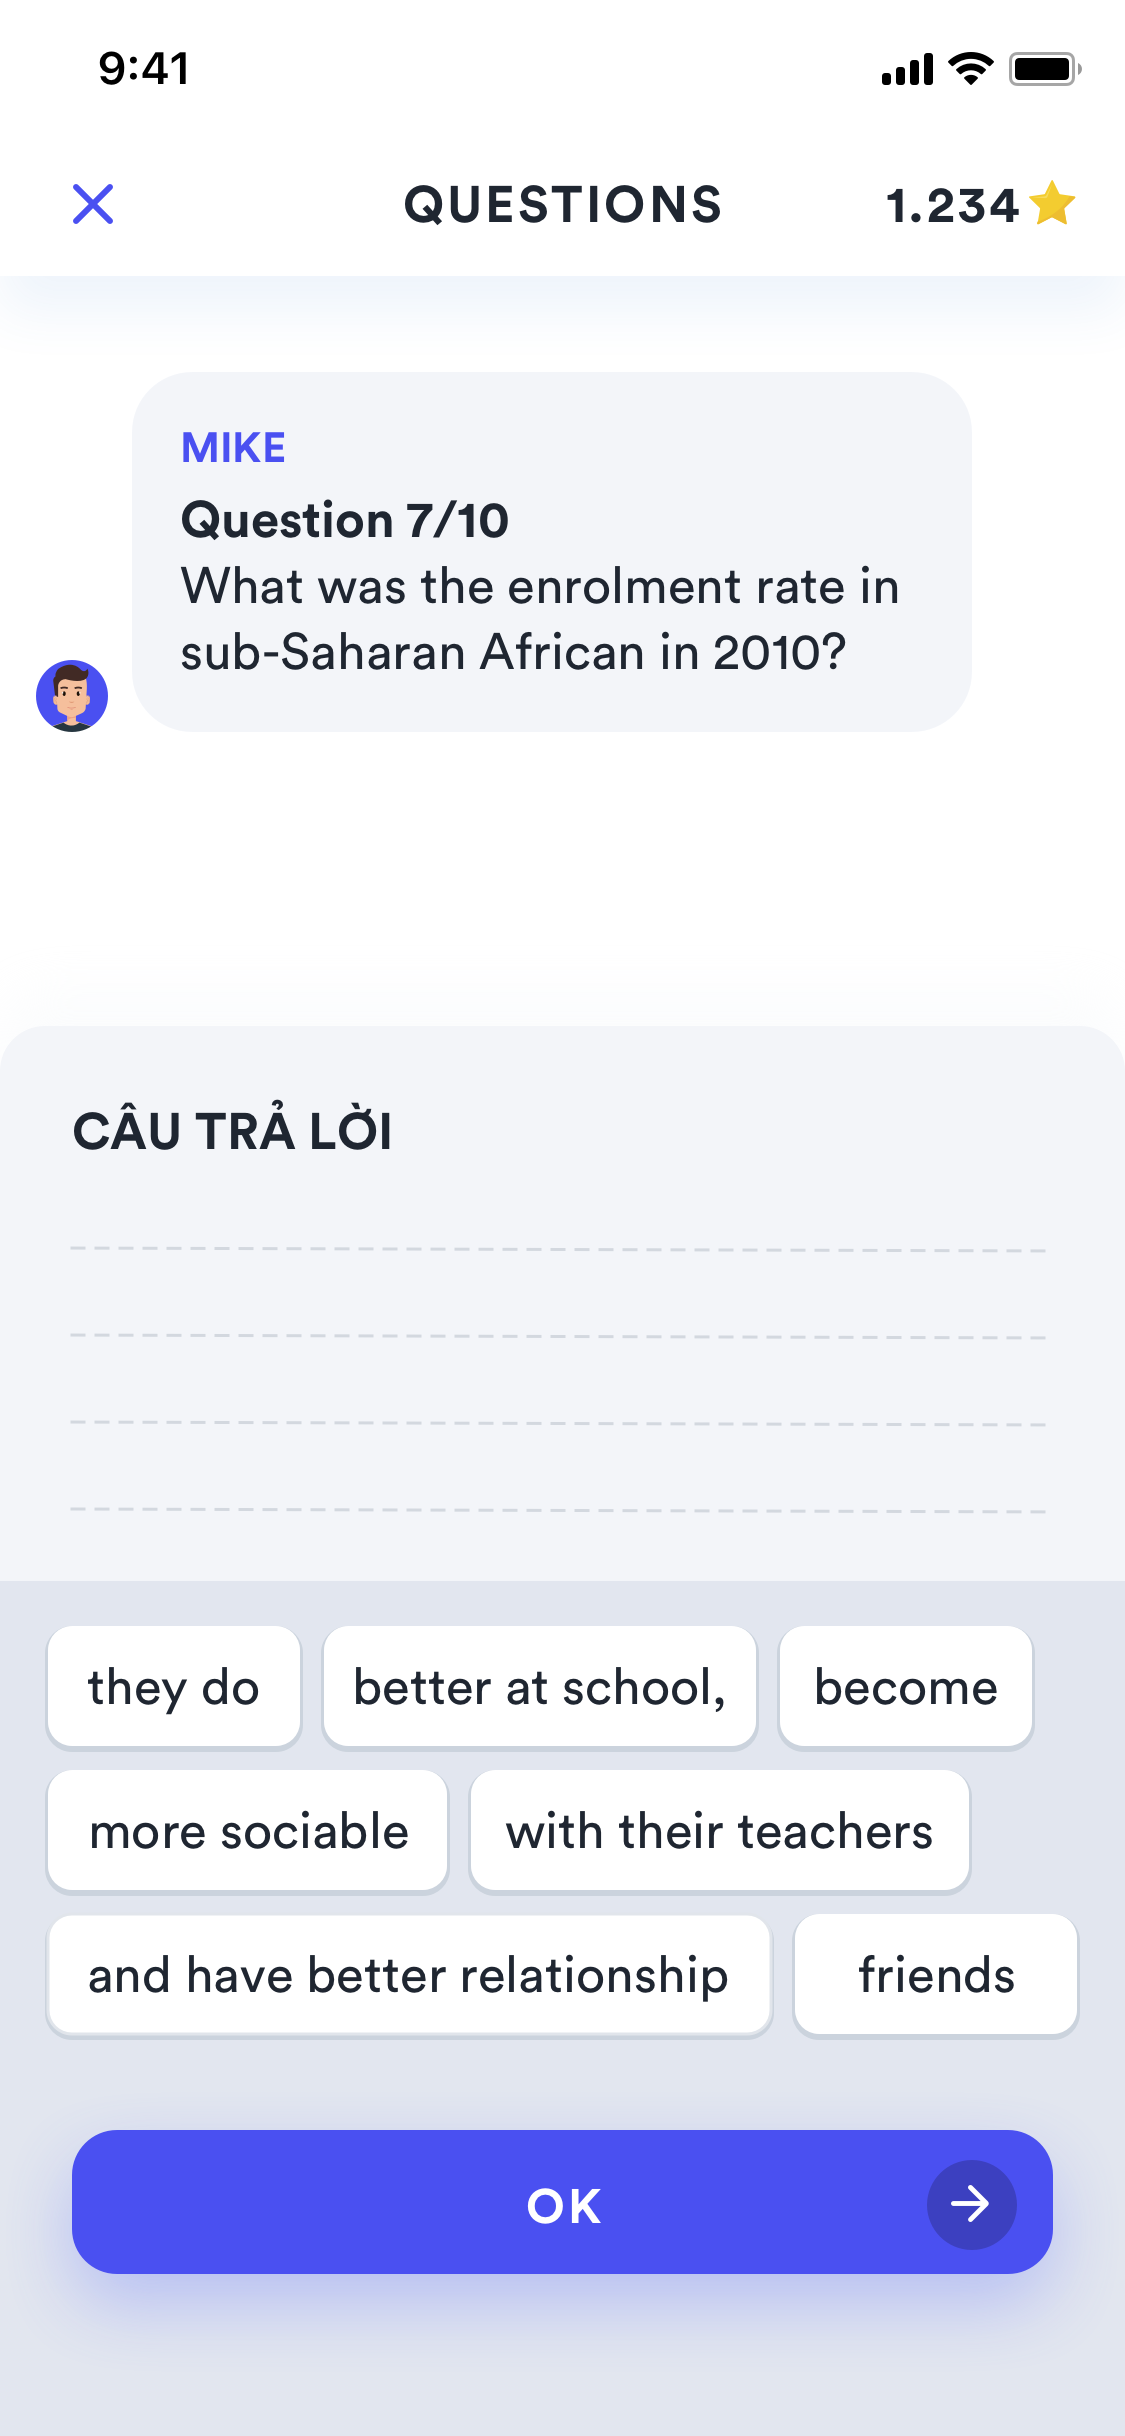 9:41
QUESTIONS
1.234
MIKE
Question 7/10
What was the enrolment rate in
sub-Saharan African in 2010?
CÂU TRẢ LỜI
they do
better at school,
become
more sociable
with their teachers
and have better relationship
friends
OK